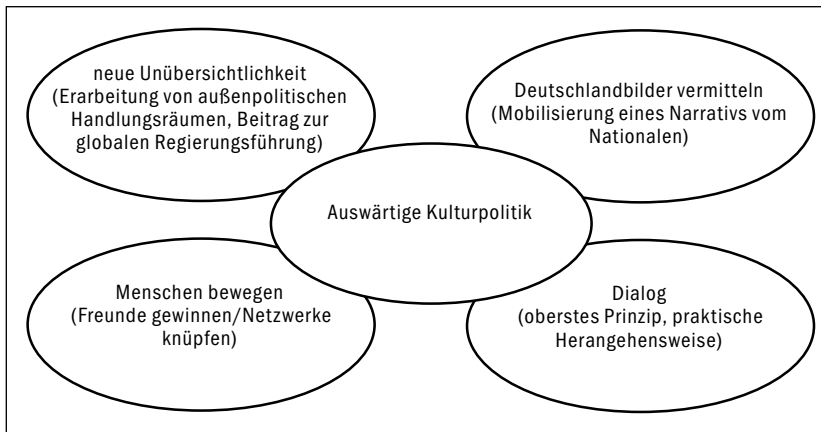 neue Unübersichtlichkeit
(Erarbeitung von außenpolitischen
Handlungsräumen, Beitrag zur
globalen Regierungsführung)
Deutschlandbilder vermitteln
(Mobilisierung eines Narrativs vom
Nationalen)
Auswärtige Kulturpolitik
Menschen bewegen
(Freunde gewinnen/Netzwerke
knüpfen)
Dialog
(oberstes Prinzip, praktische
Herangehensweise)